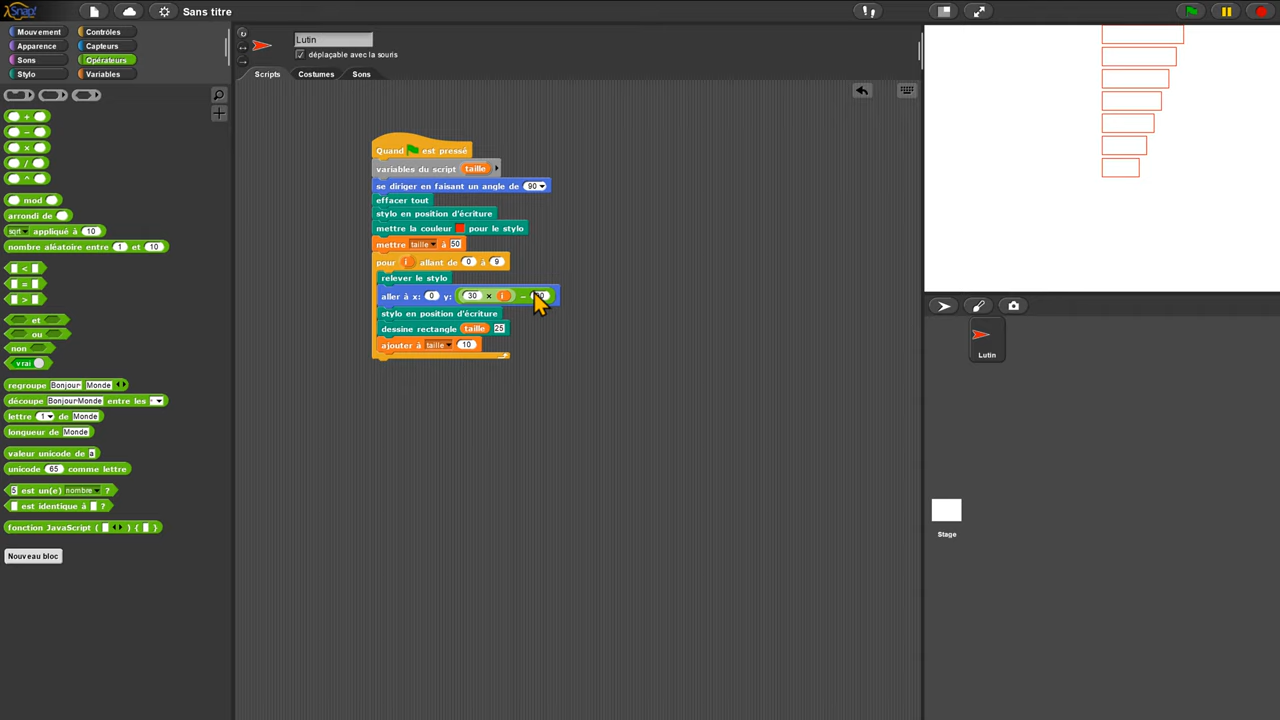 Snap! Sans titre
Mouvement Contrôles
Apparence Capteurs
Sons Opérateurs
Stylo Variables
+
−
×
/
^
mod
arrondi de
sqrt appliqué à 10
nombre aléatoire entre 1 et 10
<
=
>
et
ou
non
vrai
regroupe Bonjour Monde
découpe Bonjour Monde entre les
lettre 1 de Monde
longueur de Monde
valeur unicode de a
unicode 65 comme lettre
5 est un(e) nombre ?
est identique à ?
fonction JavaScript ( ) { }
Nouveau bloc
Lutin
déplaçable avec la souris
Scripts Costumes Sons
Quand est pressé
variables du script taille
se diriger en faisant un angle de 90
effacer tout
stylo en position d'écriture
mettre la couleur pour le stylo
mettre taille à 50
pour i allant de 0 à 9
relever le stylo
aller à x: 0 y: 30 × i −
stylo en position d'écriture
dessine rectangle taille 25
ajouter à taille 10
Lutin
Stage